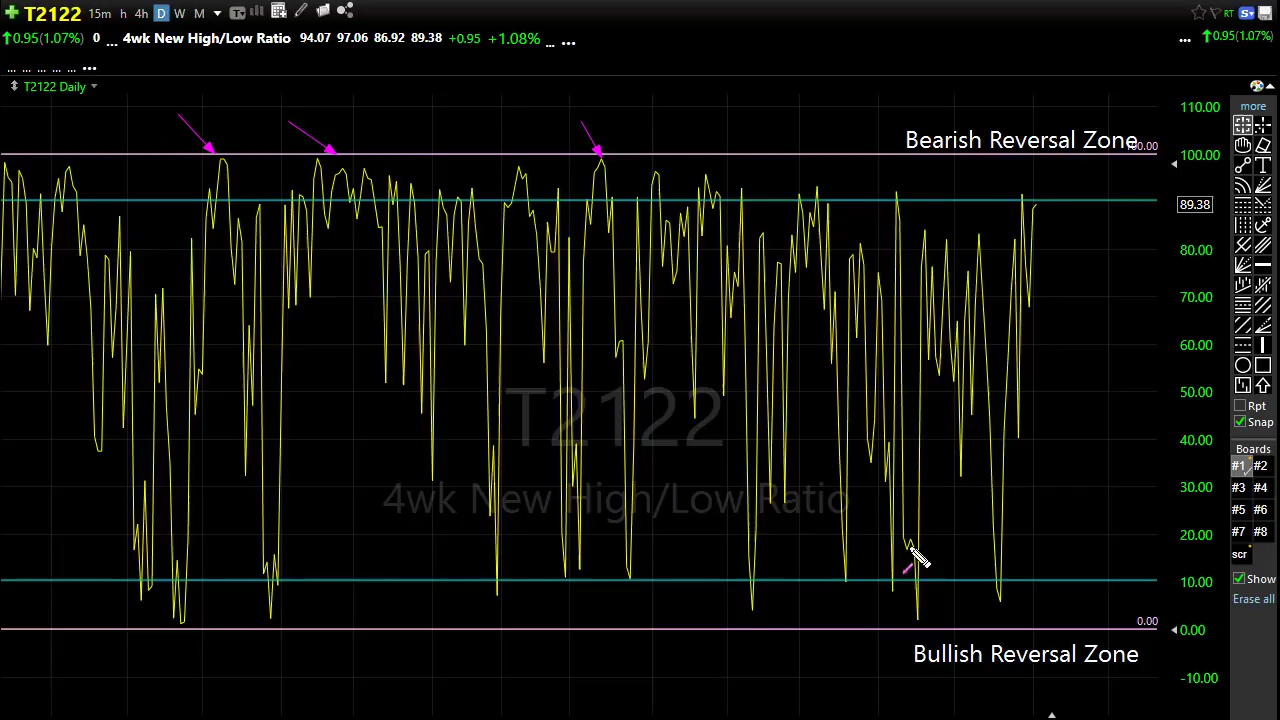 T2122 15m h 4h D W M T RT S
0.95(1.07%) 0 ... 4wk New High/Low Ratio 94.07 97.06 86.92 89.38 +0.95 +1.08% ... ... ... 0.95(1.07%)
... ... ... ... ... ...
T2122 Daily
more
110.00
Bearish Reversal Zone
100.00
100.00
89.38
80.00
70.00
60.00
50.00
T2122
40.00
4wk New High/Low Ratio
30.00
20.00
10.00
0.00
0.00
Bullish Reversal Zone
-10.00
T
Rpt
Snap
Boards
#1 #2
#3 #4
#5 #6
#7 #8
scr
Show
Erase all